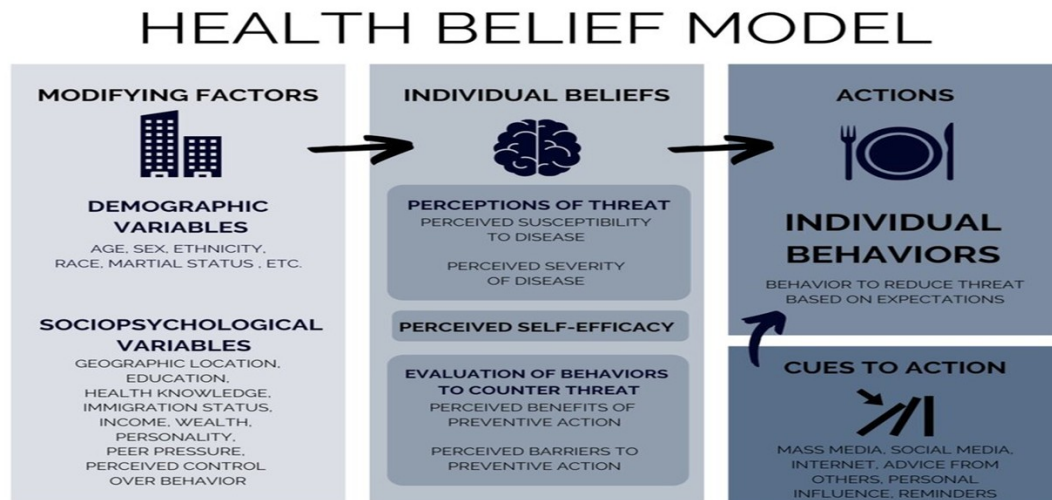 HEALTH BELIEF MODEL
MODIFYING FACTORS
DEMOGRAPHIC
VARIABLES
AGE, SEX, ETHNICITY,
RACE, MARTIAL STATUS , ETC.
SOCIOPSYCHOLOGICAL
VARIABLES
GEOGRAPHIC LOCATION,
EDUCATION,
HEALTH KNOWLEDGE,
IMMIGRATION STATUS,
INCOME, WEALTH,
PERSONALITY,
PEER PRESSURE,
PERCEIVED CONTROL
OVER BEHAVIOR
INDIVIDUAL BELIEFS
PERCEPTIONS OF THREAT
PERCEIVED SUSCEPTIBILITY
TO DISEASE
PERCEIVED SEVERITY
OF DISEASE
PERCEIVED SELF-EFFICACY
EVALUATION OF BEHAVIORS
TO COUNTER THREAT
PERCEIVED BENEFITS OF
PREVENTIVE ACTION
PERCEIVED BARRIERS TO
PREVENTIVE ACTION
ACTIONS
INDIVIDUAL
BEHAVIORS
BEHAVIOR TO REDUCE THREAT
BASED ON EXPECTATIONS
CUES TO ACTION
MASS MEDIA, SOCIAL MEDIA,
INTERNET, ADVICE FROM
OTHERS, PERSONAL
INFLUENCE, REMINDERS